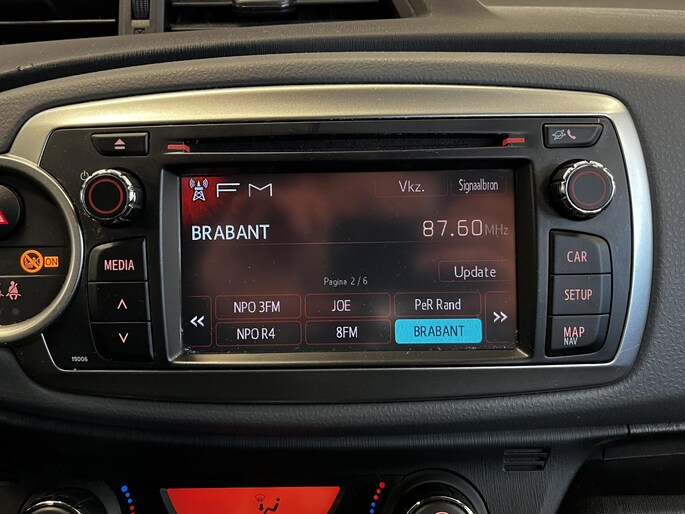 FM
Vkz.
Signaalbron
BRABANT
87.60MHz
Update
Pagina 2 / 6
NPO 3FM
JOE
PeR Rand
NPO R4
8FM
BRABANT
MEDIA
CAR
SETUP
MAP
NAV
19006
ON